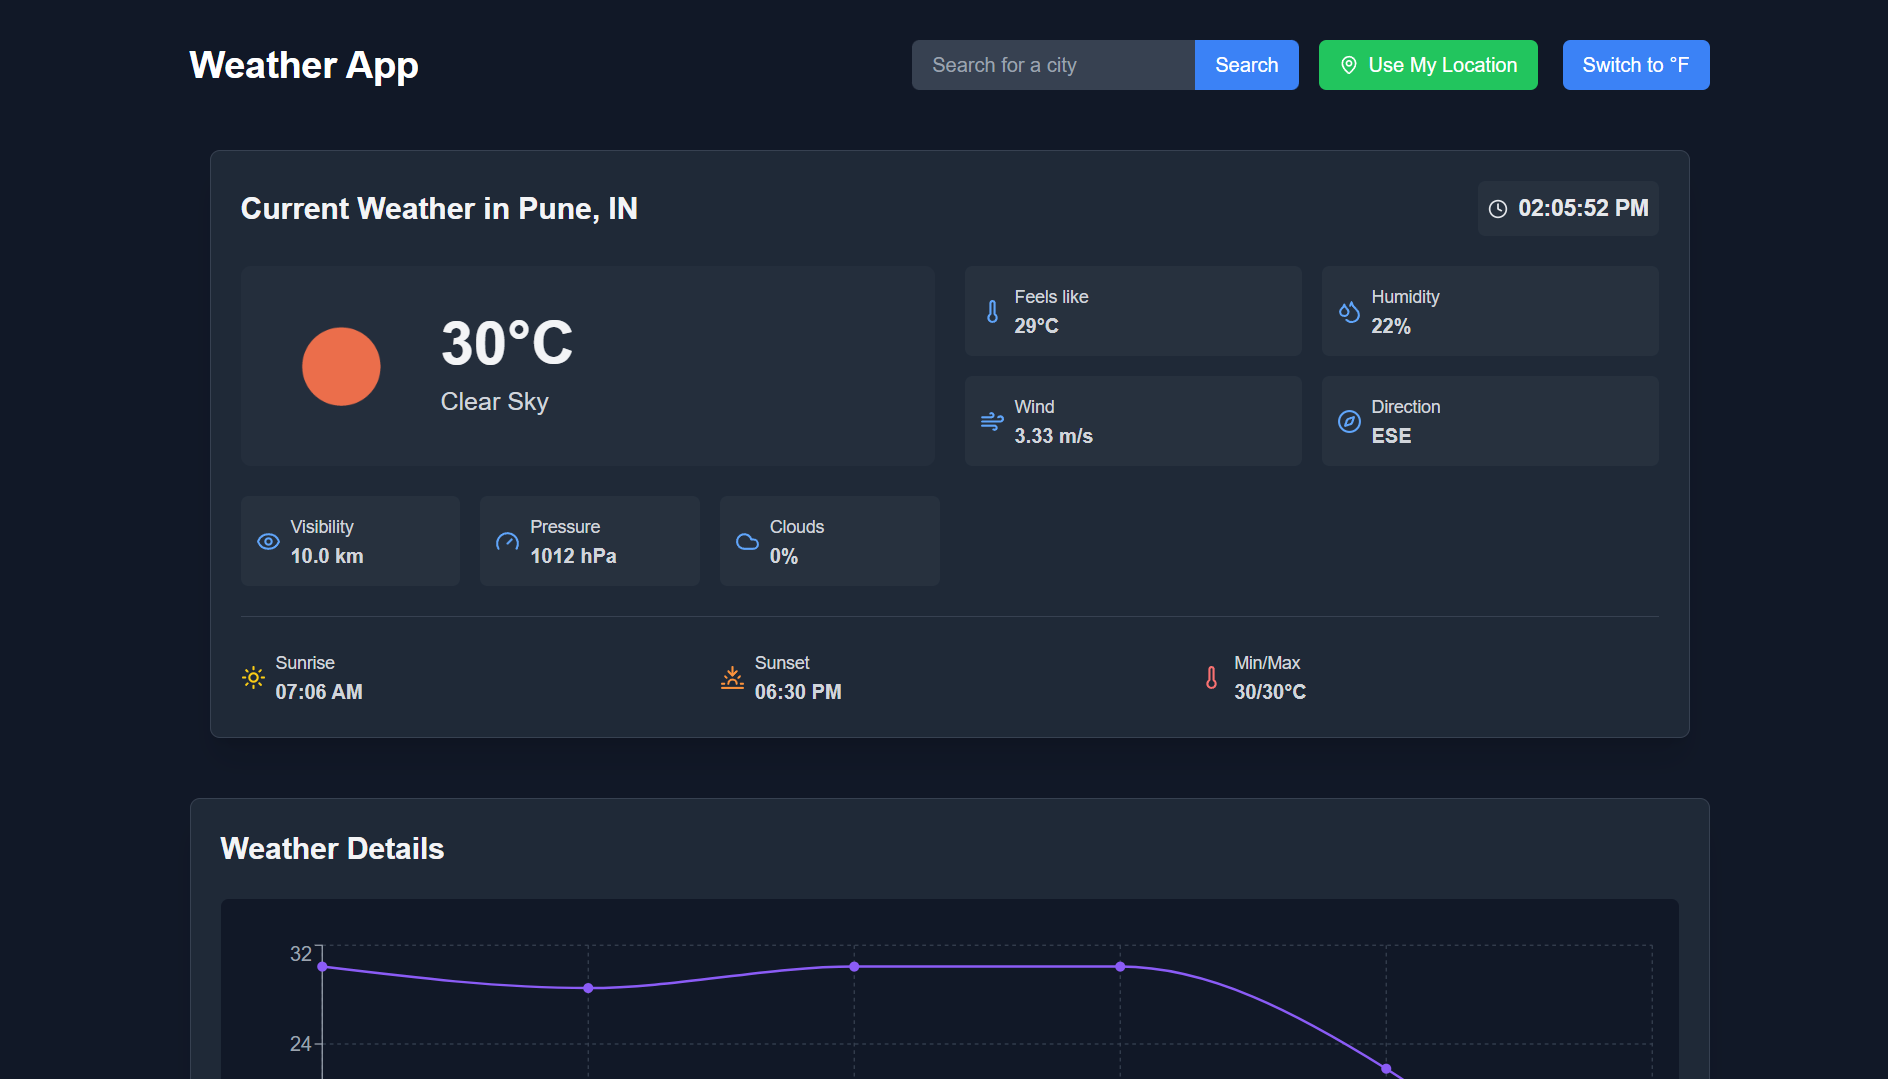 Weather App
Search for a city
Search
Use My Location
Switch to °F
Current Weather in Pune, IN
02:05:52 PM
30°C
Clear Sky
Feels like
29°C
Humidity
22%
Wind
3.33 m/s
Direction
ESE
Visibility
10.0 km
Pressure
1012 hPa
Clouds
0%
Sunrise
07:06 AM
Sunset
06:30 PM
Min/Max
30/30°C
Weather Details
32
24